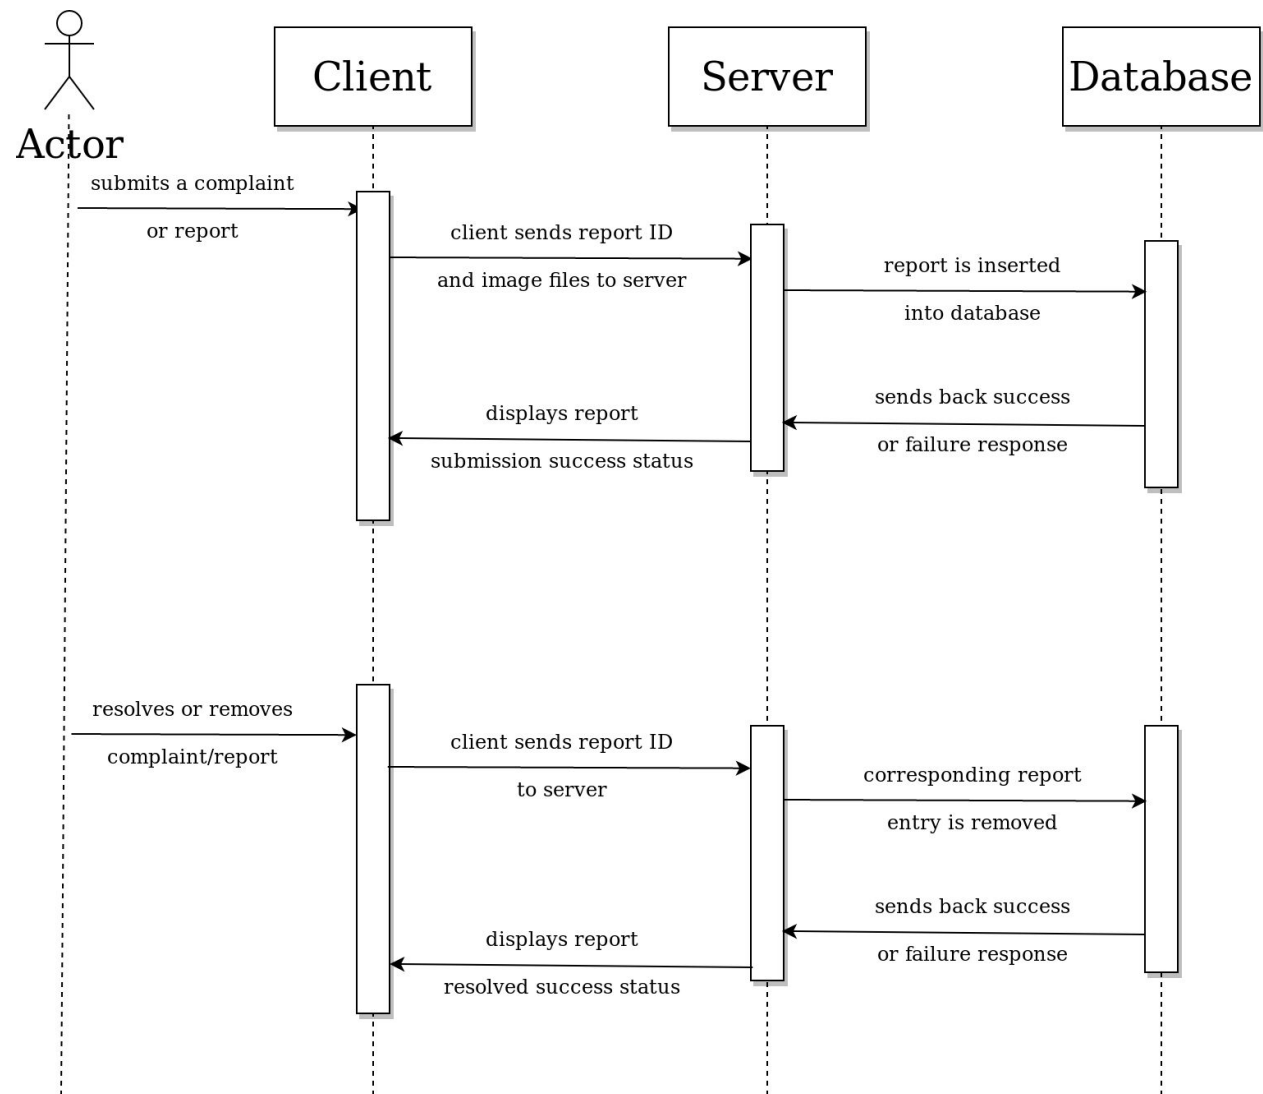 Client
Server
Database
Actor
submits a complaint
or report
client sends report ID
and image files to server
report is inserted
into database
sends back success
or failure response
displays report
submission success status
resolves or removes
complaint/report
client sends report ID
to server
corresponding report
entry is removed
sends back success
or failure response
displays report
resolved success status